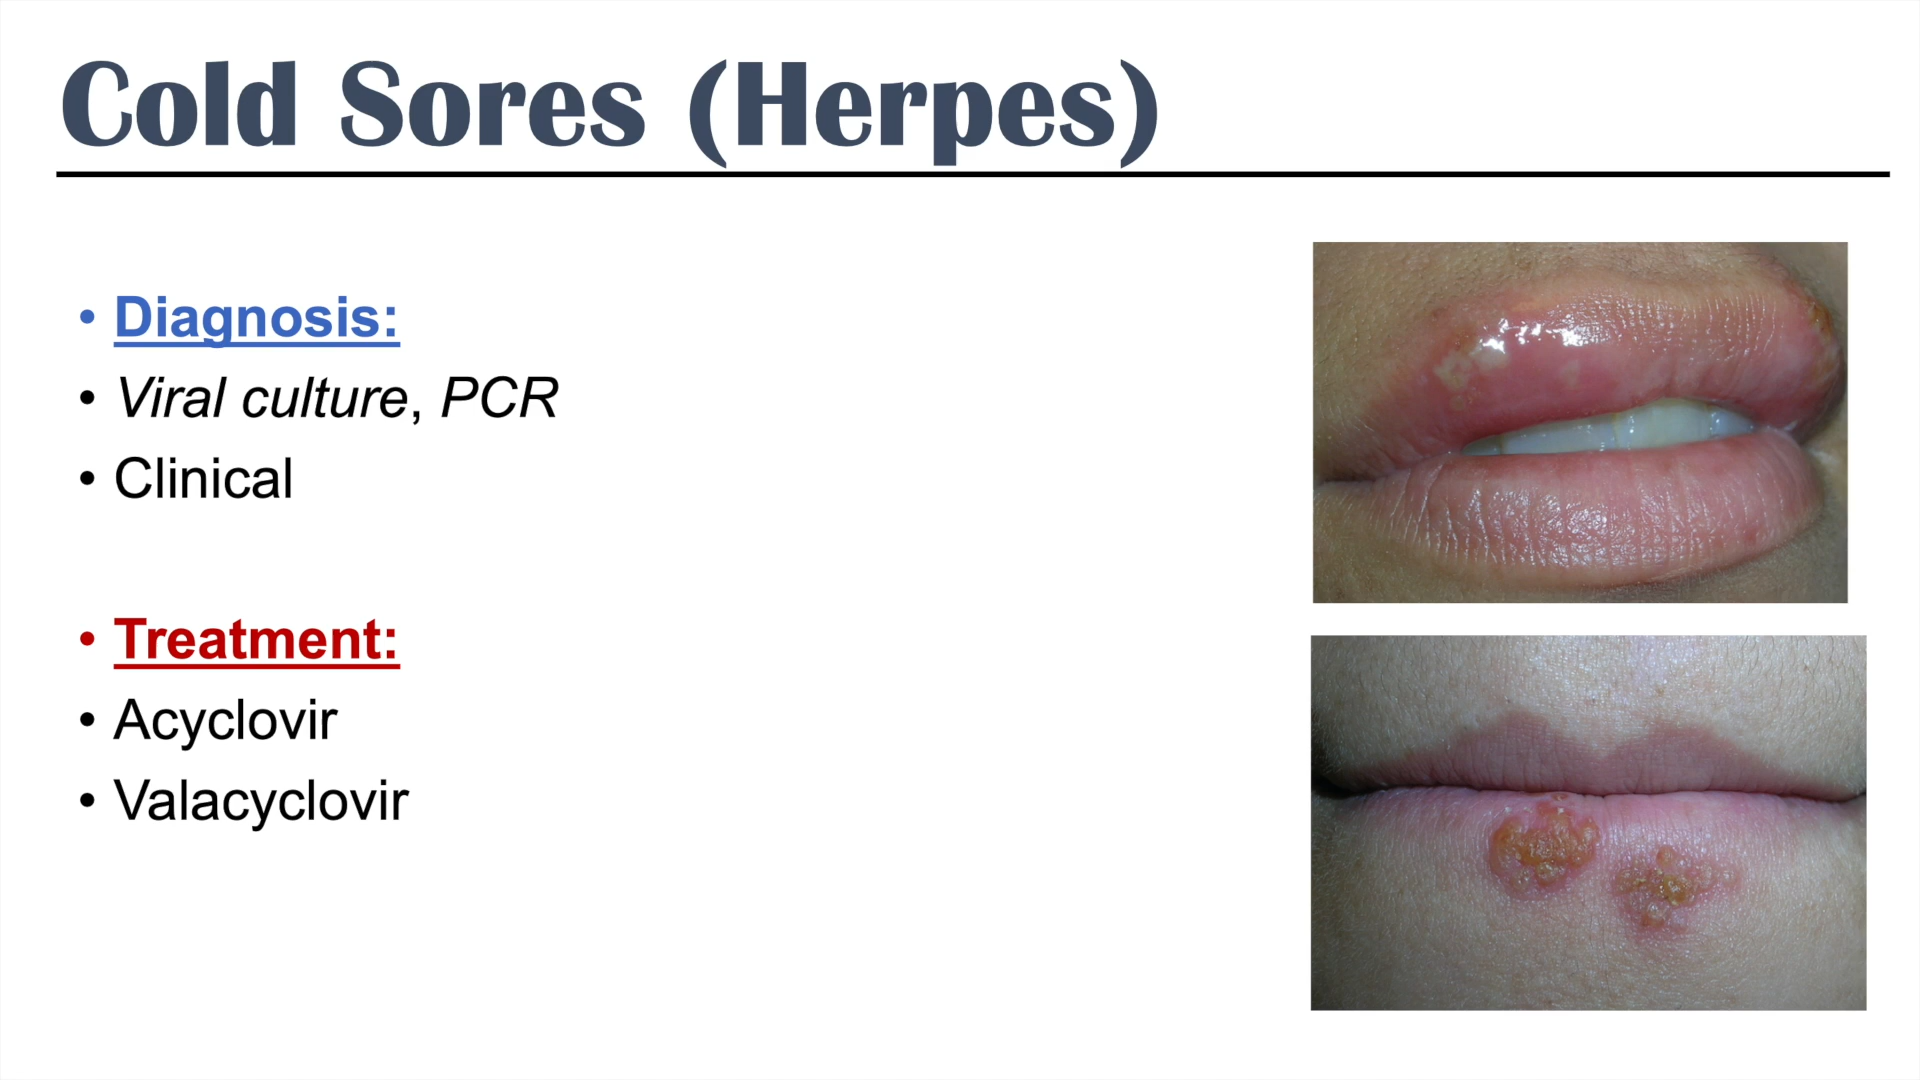 Cold Sores (Herpes)
• Diagnosis:
• Viral culture, PCR
• Clinical
• Treatment:
• Acyclovir
• Valacyclovir